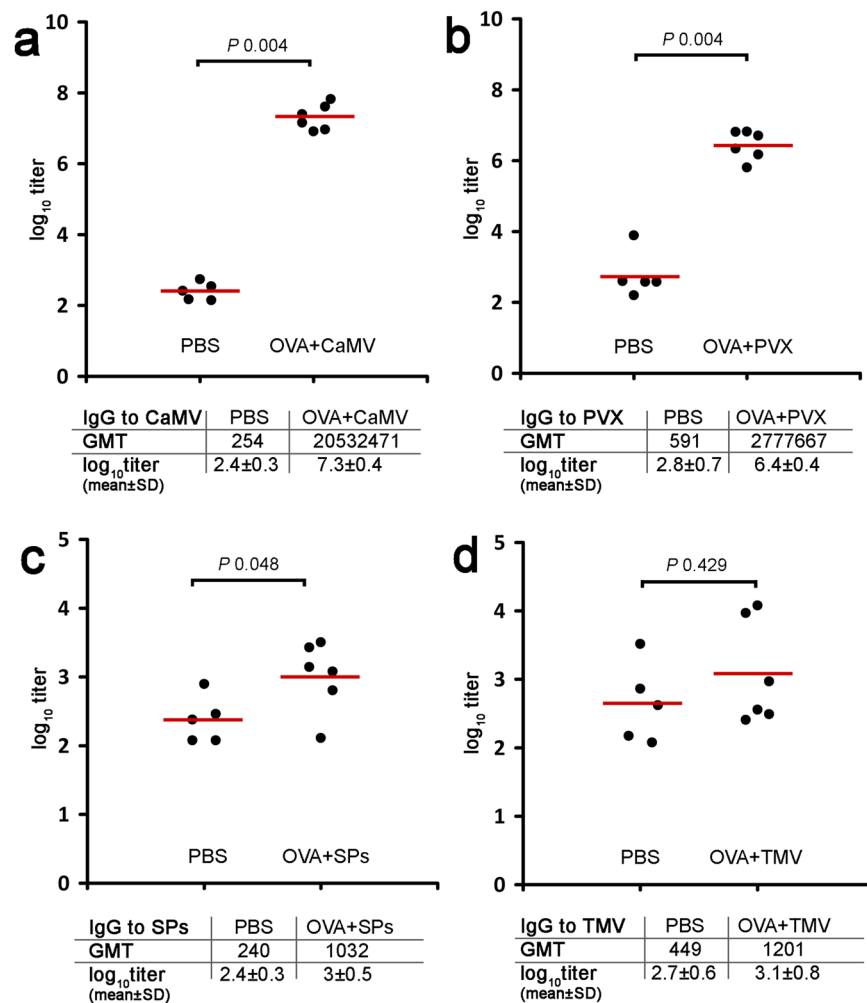 a
10
8
6
4
2
0
log10 titer
P 0.004
PBS OVA+CaMV
IgG to CaMV PBS OVA+CaMV
GMT 254 20532471
log10titer 2.4±0.3 7.3±0.4
(mean±SD)
b
10
8
6
4
2
0
log10 titer
P 0.004
PBS OVA+PVX
IgG to PVX PBS OVA+PVX
GMT 591 2777667
log10titer 2.8±0.7 6.4±0.4
(mean±SD)
c
5
4
3
2
1
0
log10 titer
P 0.048
PBS OVA+SPs
IgG to SPs PBS OVA+SPs
GMT 240 1032
log10titer 2.4±0.3 3±0.5
(mean±SD)
d
5
4
3
2
1
0
log10 titer
P 0.429
PBS OVA+TMV
IgG to TMV PBS OVA+TMV
GMT 449 1201
log10titer 2.7±0.6 3.1±0.8
(mean±SD)